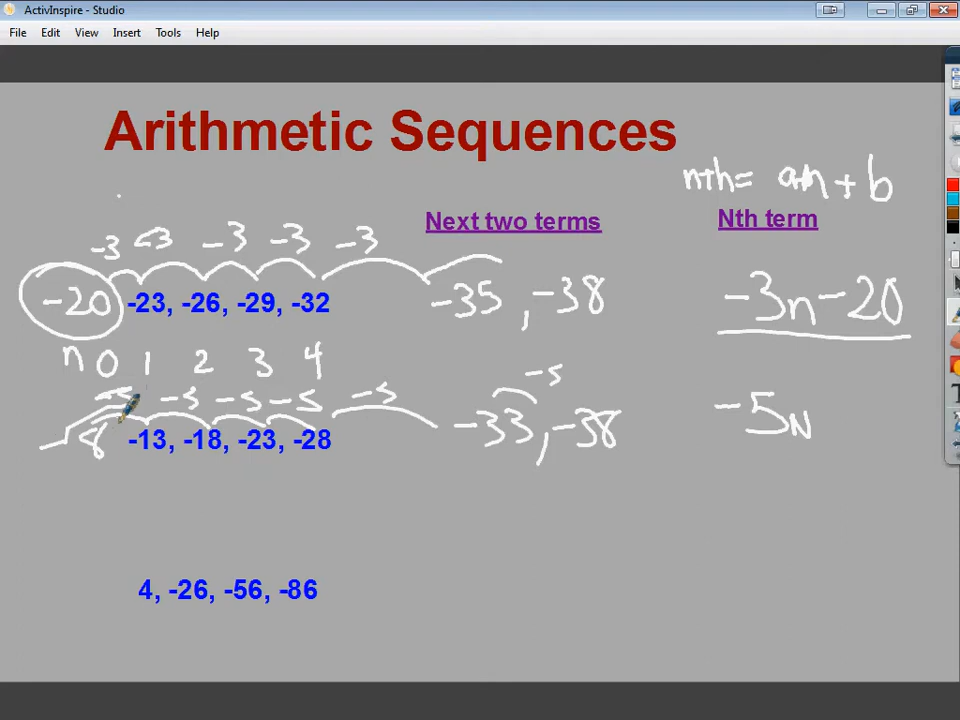 ActivInspire - Studio
File Edit View Insert Tools Help
Arithmetic Sequences
nth= an + b
Next two terms Nth term
-3 -3 -3 -3 -3
-20 -23, -26, -29, -32 -35, -38 -3n-20
n 0 1 2 3 4
-5 -5 -5 -5 -5 -5
-8 -13, -18, -23, -28 -33, -38 -5n
4, -26, -56, -86